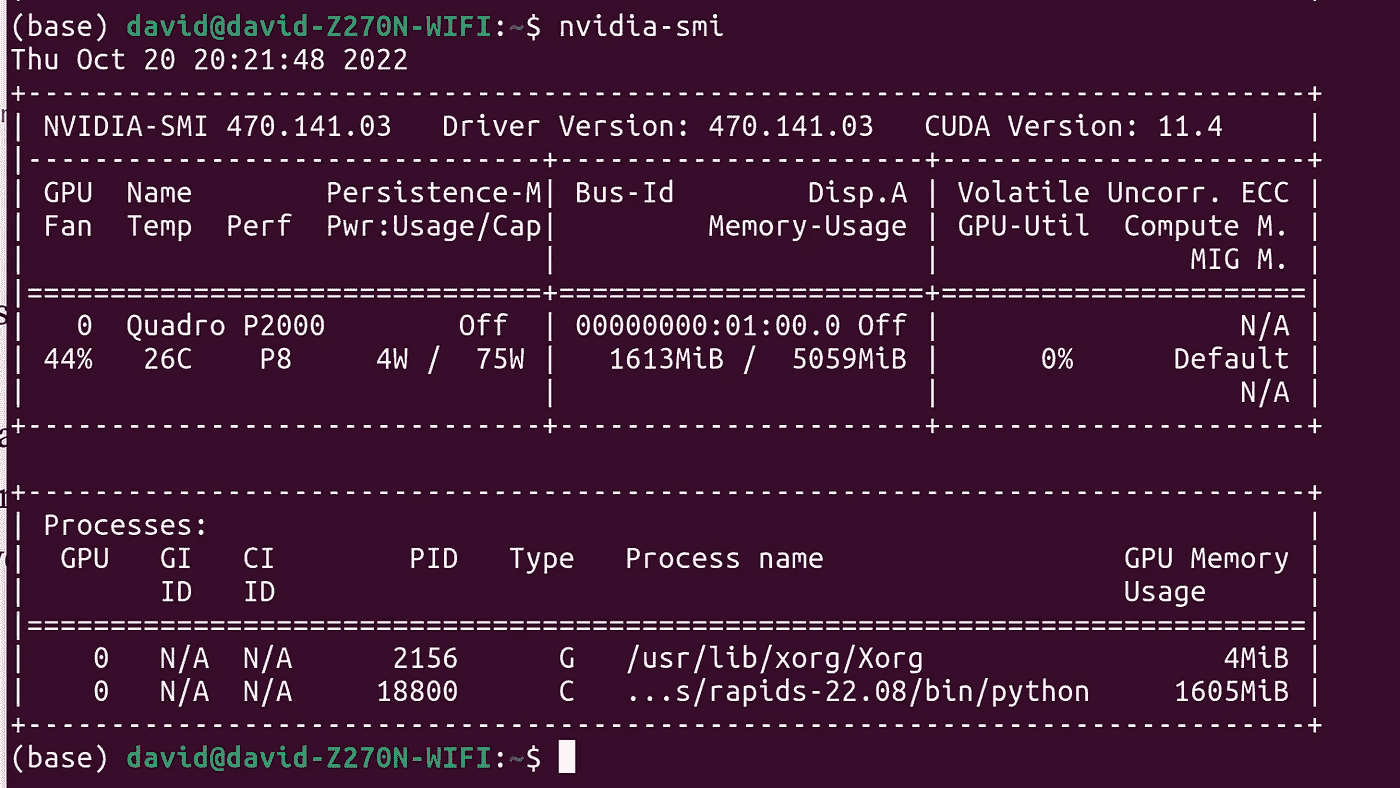 (base) david@david-Z270N-WIFI:~$ nvidia-smi
Thu Oct 20 20:21:48 2022
+-----------------------------------------------------------------------------+
| NVIDIA-SMI 470.141.03   Driver Version: 470.141.03   CUDA Version: 11.4     |
|-------------------------------+----------------------+----------------------+
| GPU  Name        Persistence-M| Bus-Id        Disp.A | Volatile Uncorr. ECC |
| Fan  Temp  Perf  Pwr:Usage/Cap|         Memory-Usage | GPU-Util  Compute M. |
|                               |                      |               MIG M. |
|===============================+======================+======================|
|   0  Quadro P2000        Off  | 00000000:01:00.0 Off |                  N/A |
| 44%   26C    P8     4W /  75W |   1613MiB /  5059MiB |      0%      Default |
|                               |                      |                  N/A |
+-------------------------------+----------------------+----------------------+

+-----------------------------------------------------------------------------+
| Processes:                                                                  |
|  GPU   GI   CI        PID   Type   Process name                  GPU Memory |
|        ID   ID                                                   Usage      |
|=============================================================================|
|    0   N/A  N/A      2156      G   /usr/lib/xorg/Xorg                  4MiB |
|    0   N/A  N/A     18800      C   ...s/rapids-22.08/bin/python     1605MiB |
+-----------------------------------------------------------------------------+
(base) david@david-Z270N-WIFI:~$